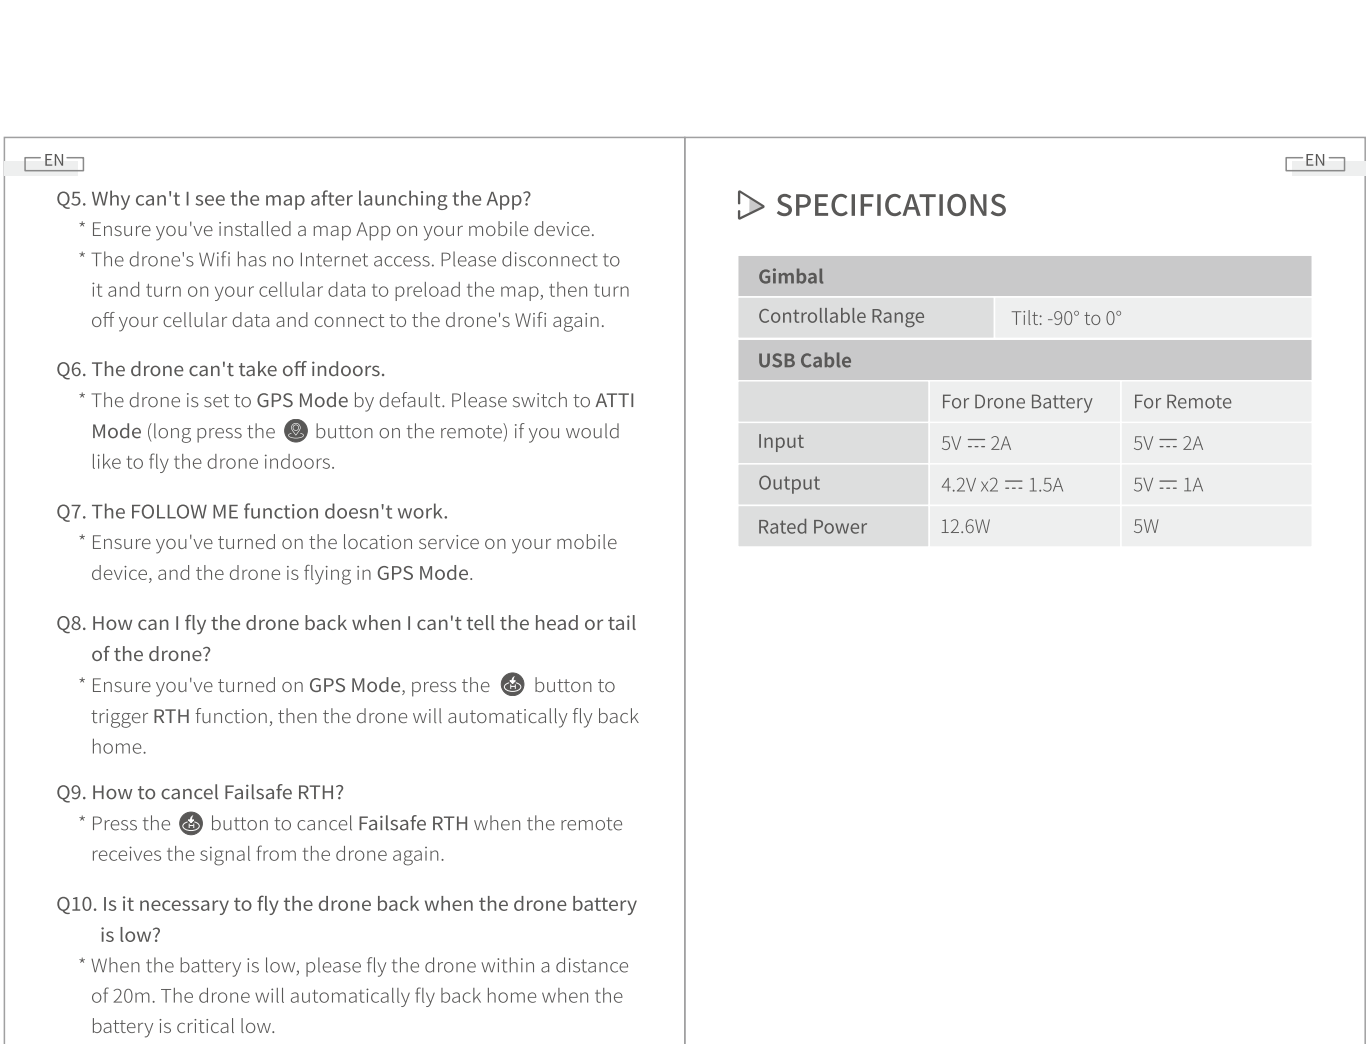 EN
Q5. Why can't I see the map after launching the App?
* Ensure you've installed a map App on your mobile device.
* The drone's Wifi has no Internet access. Please disconnect to
it and turn on your cellular data to preload the map, then turn
off your cellular data and connect to the drone's Wifi again.
Q6. The drone can't take off indoors.
* The drone is set to GPS Mode by default. Please switch to ATTI
Mode (long press the button on the remote) if you would
like to fly the drone indoors.
Q7. The FOLLOW ME function doesn't work.
* Ensure you've turned on the location service on your mobile
device, and the drone is flying in GPS Mode.
Q8. How can I fly the drone back when I can't tell the head or tail
of the drone?
* Ensure you've turned on GPS Mode, press the button to
trigger RTH function, then the drone will automatically fly back
home.
Q9. How to cancel Failsafe RTH?
* Press the button to cancel Failsafe RTH when the remote
receives the signal from the drone again.
Q10. Is it necessary to fly the drone back when the drone battery
is low?
* When the battery is low, please fly the drone within a distance
of 20m. The drone will automatically fly back home when the
battery is critical low.
EN
SPECIFICATIONS
Gimbal
Controllable Range Tilt: -90° to 0°
USB Cable
For Drone Battery For Remote
Input 5V ⎓ 2A 5V ⎓ 2A
Output 4.2V x2 ⎓ 1.5A 5V ⎓ 1A
Rated Power 12.6W 5W